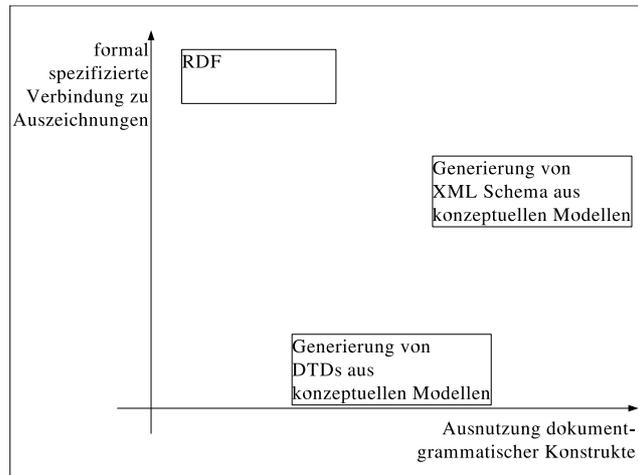 formal
spezifizierte
Verbindung zu
Auszeichnungen
RDF
Generierung von
XML Schema aus
konzeptuellen Modellen
Generierung von
DTDs aus
konzeptuellen Modellen
Ausnutzung dokument-
grammatischer Konstrukte